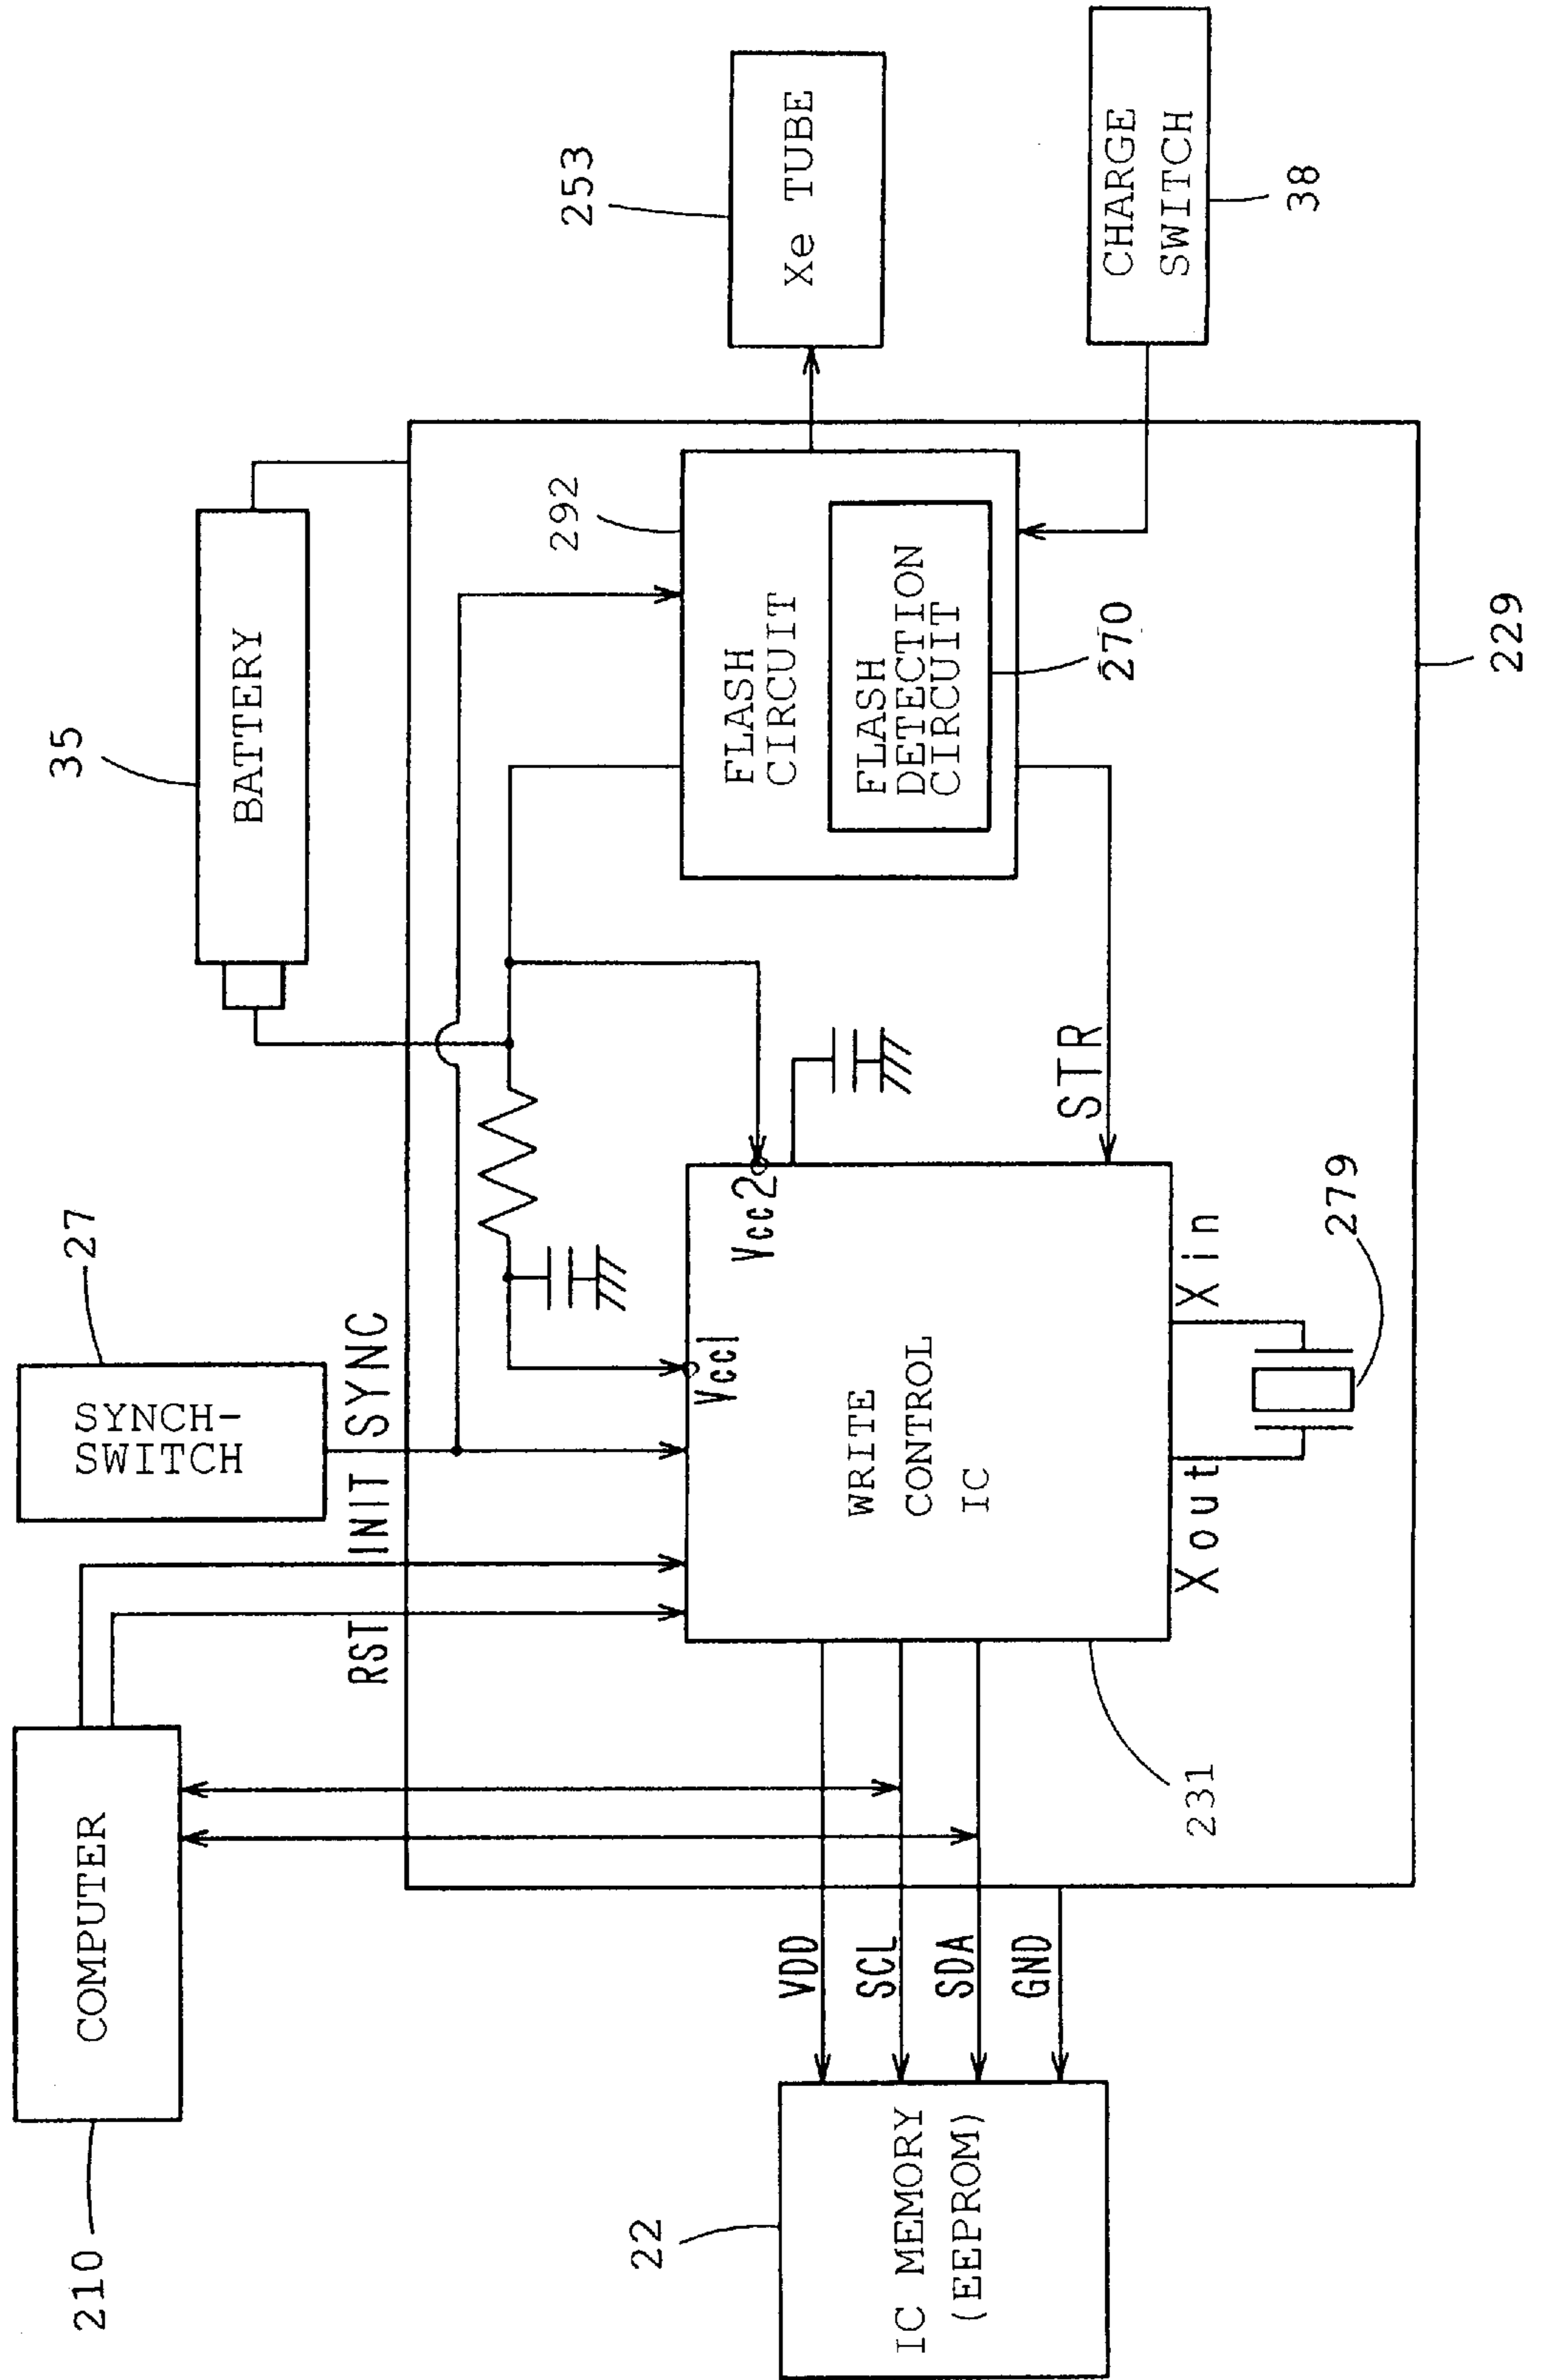 210
COMPUTER
SYNCH-
SWITCH
27
35
BATTERY
RST
INIT
SYNC
Vcc1
Vcc2
292
FLASH
CIRCUIT
FLASH
DETECTION
CIRCUIT
270
253
Xe TUBE
CHARGE
SWITCH
38
22
IC MEMORY
(EEPROM)
VDD
SCL
SDA
GND
WRITE
CONTROL
IC
231
STR
Xout
Xin
279
229